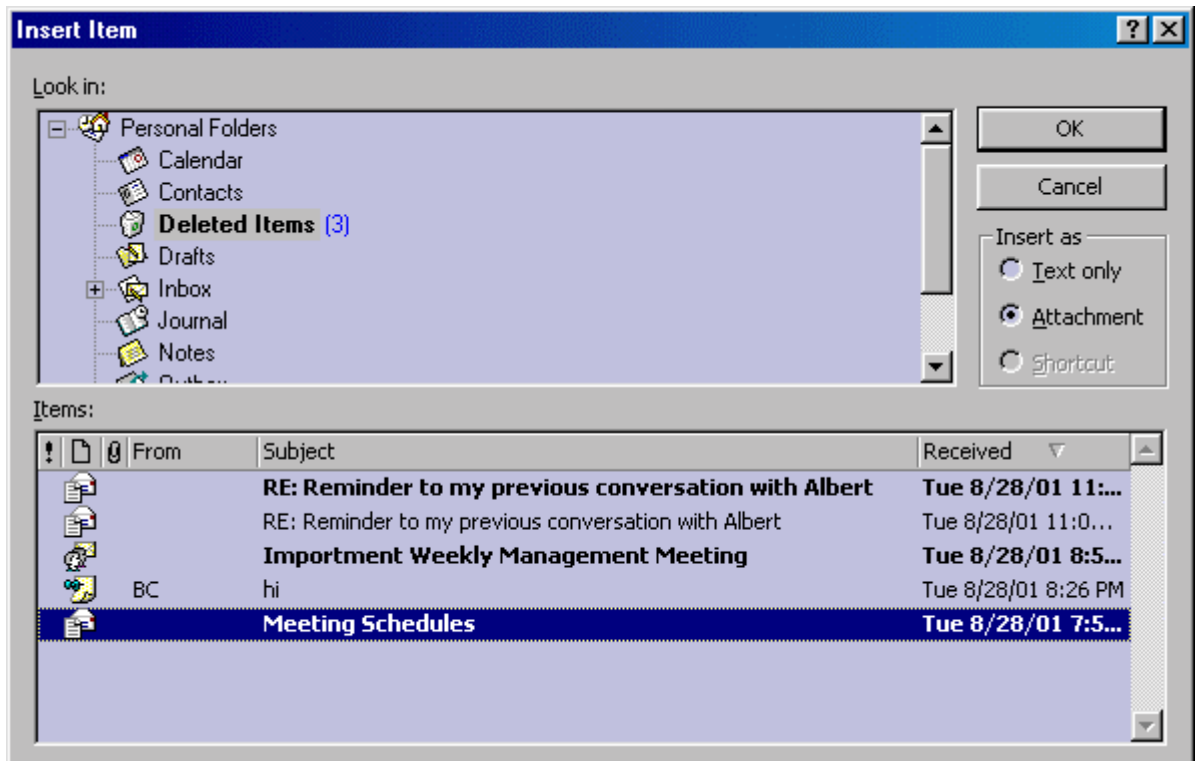 Insert Item
Look in:
Personal Folders
Calendar
Contacts
Deleted Items (3)
Drafts
Inbox
Journal
Notes
OK
Cancel
Insert as
Text only
Attachment
Shortcut
Items:
! From Subject Received
RE: Reminder to my previous conversation with Albert Tue 8/28/01 11:...
RE: Reminder to my previous conversation with Albert Tue 8/28/01 11:0...
Importment Weekly Management Meeting Tue 8/28/01 8:5...
BC hi Tue 8/28/01 8:26 PM
Meeting Schedules Tue 8/28/01 7:5...